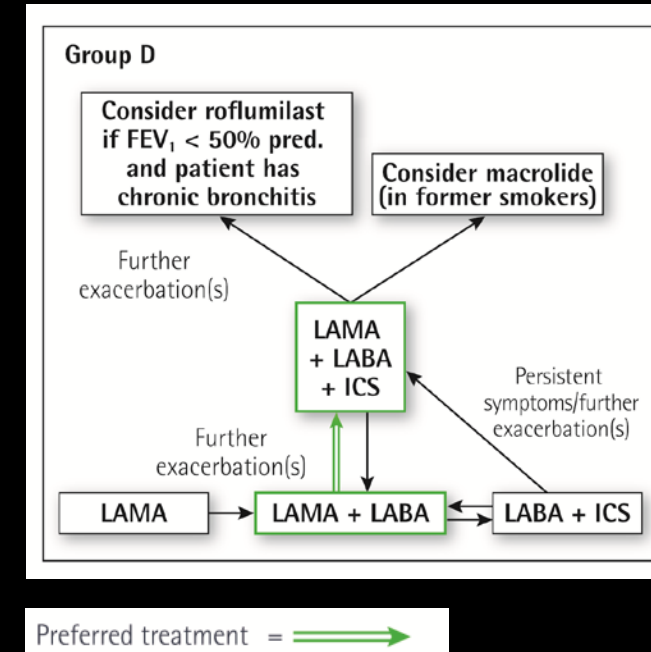 Group D
Consider roflumilast
if FEV₁ < 50% pred.
and patient has
chronic bronchitis
Consider macrolide
(in former smokers)
Further
exacerbation(s)
LAMA
+ LABA
+ ICS
Persistent
symptoms/further
exacerbation(s)
Further
exacerbation(s)
LAMA
LAMA + LABA
LABA + ICS
Preferred treatment =